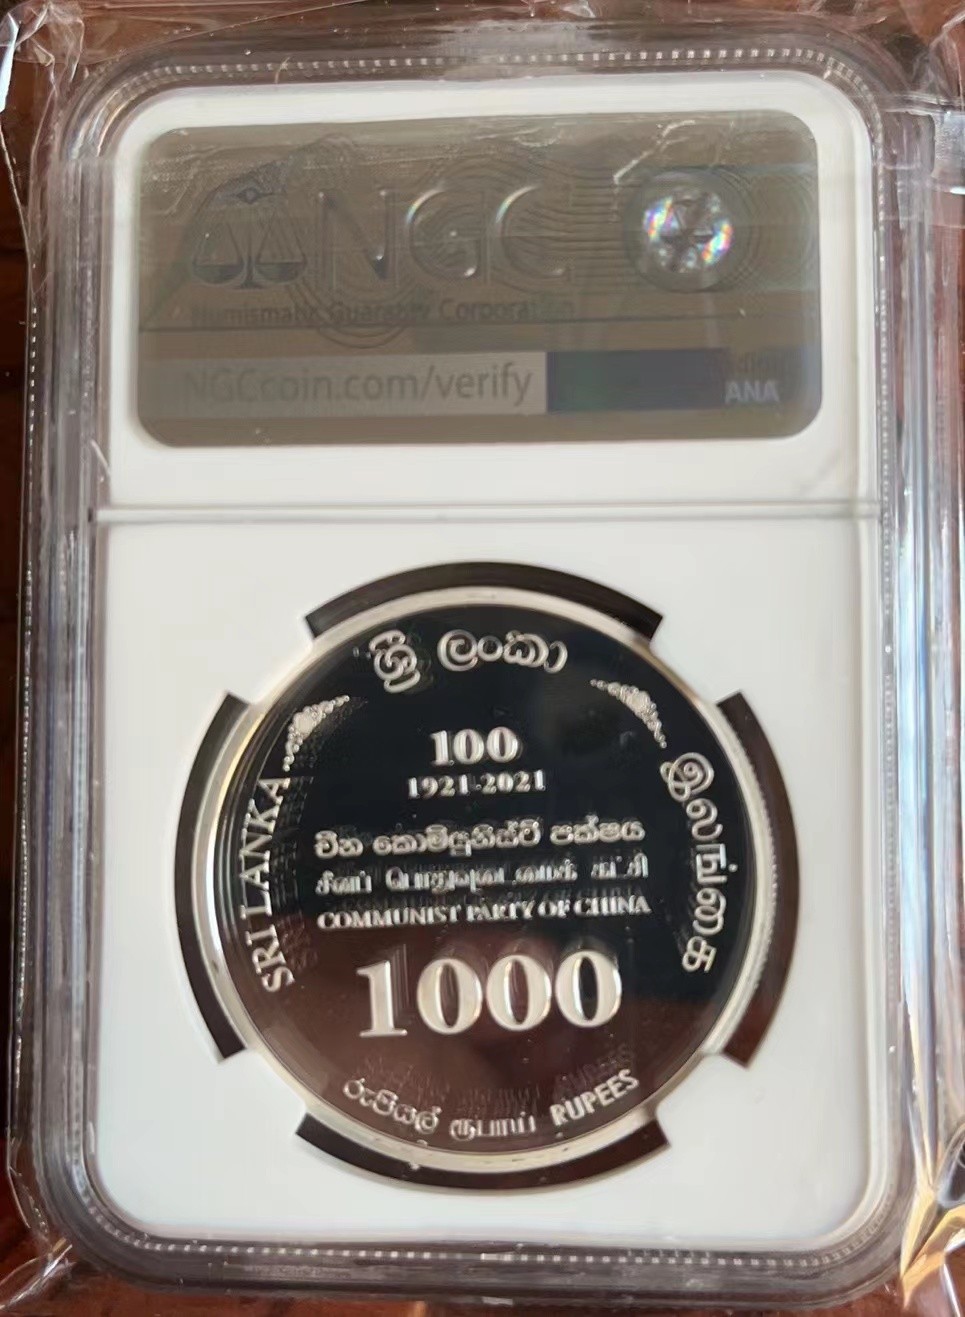 NGC
Numismatic Guaranty Corporation
NGCcoin.com/verify
ANA
ශ්‍රී ලංකා
SRI LANKA
இலங்கை
100
1921-2021
චීන කොමියුනිස්ට් පක්ෂය
சீனப் பொதுவுடைமைக் கட்சி
COMMUNIST PARTY OF CHINA
1000
රුපියල් ரூபாய் RUPEES